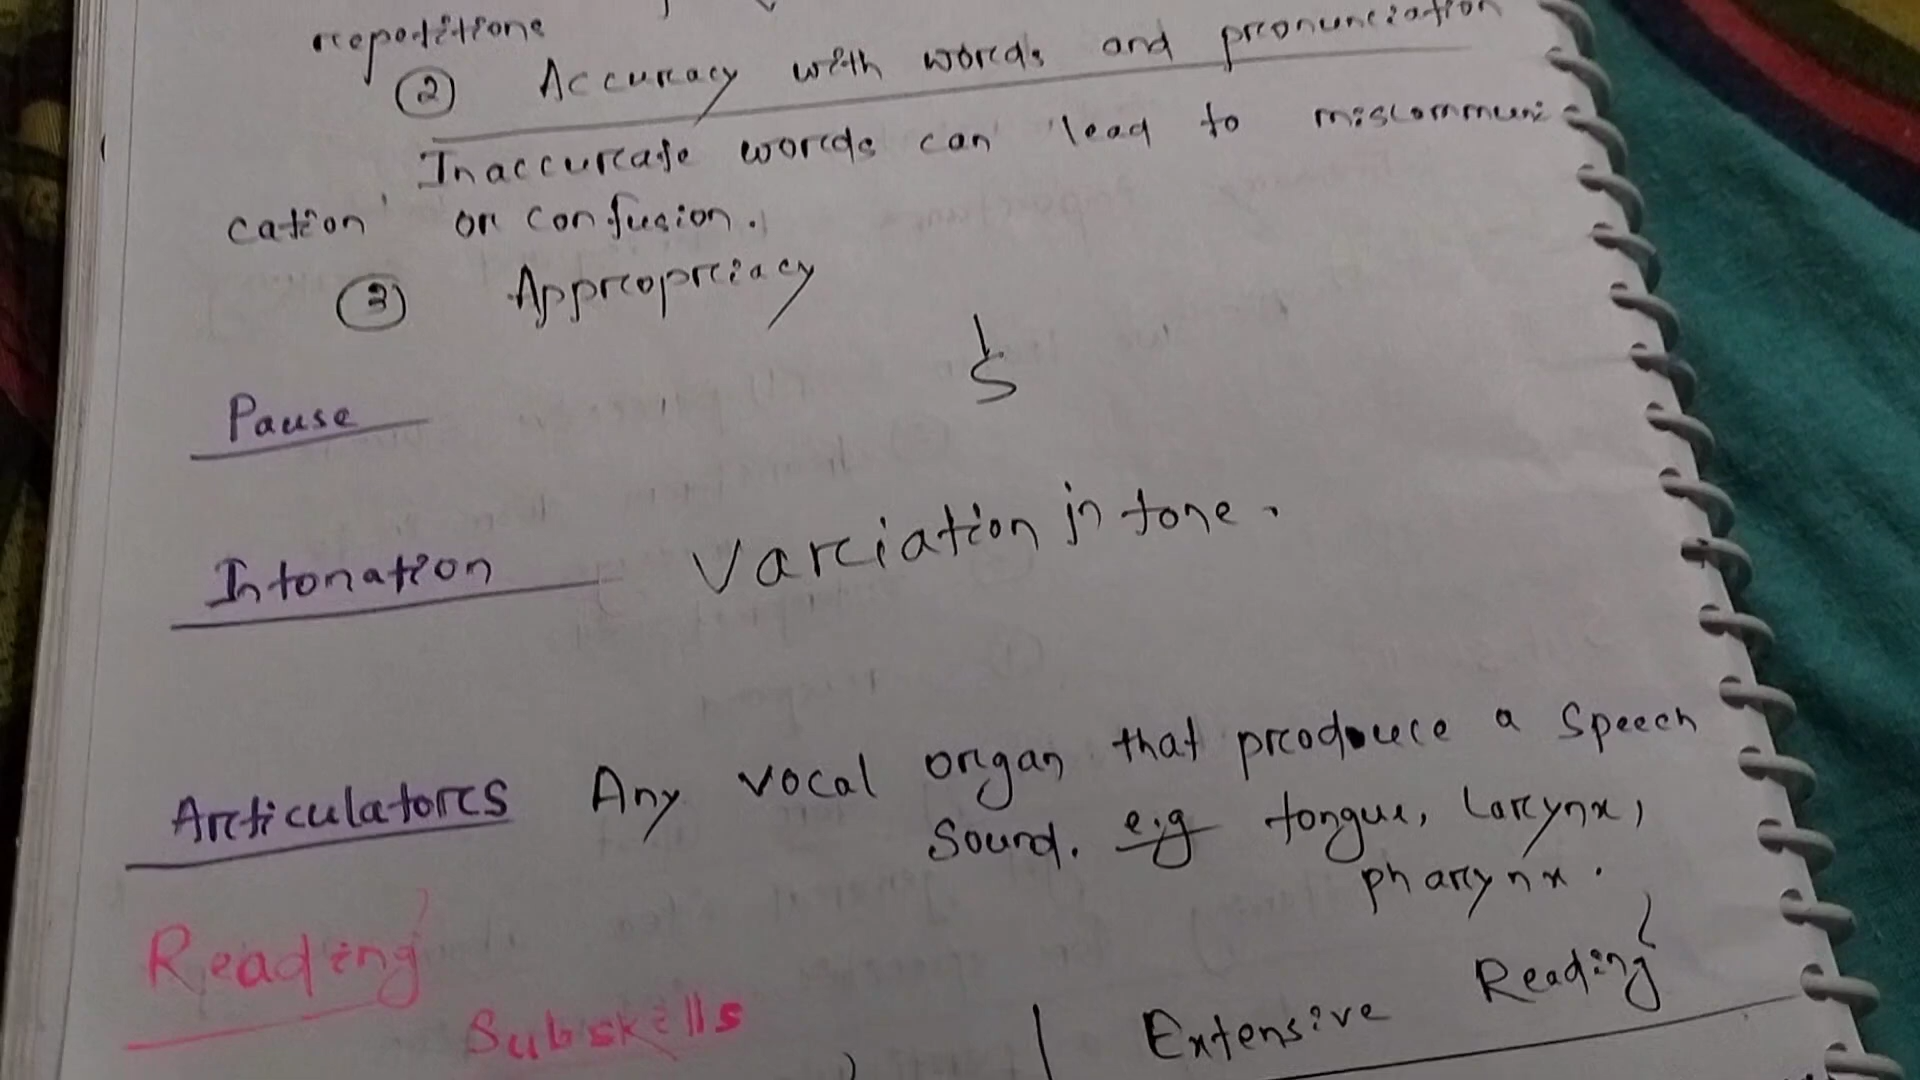 repetitions
② Accuracy with words and pronunciation
Inaccurate words can lead to miscommuni-
cation or confusion.
③ Appropriacy
Pause
Intonation Variation in tone.
Articulators Any vocal organ that produce a speech
sound. e.g tongue, larynx,
pharynx.
Reading
Subskills
Extensive Reading